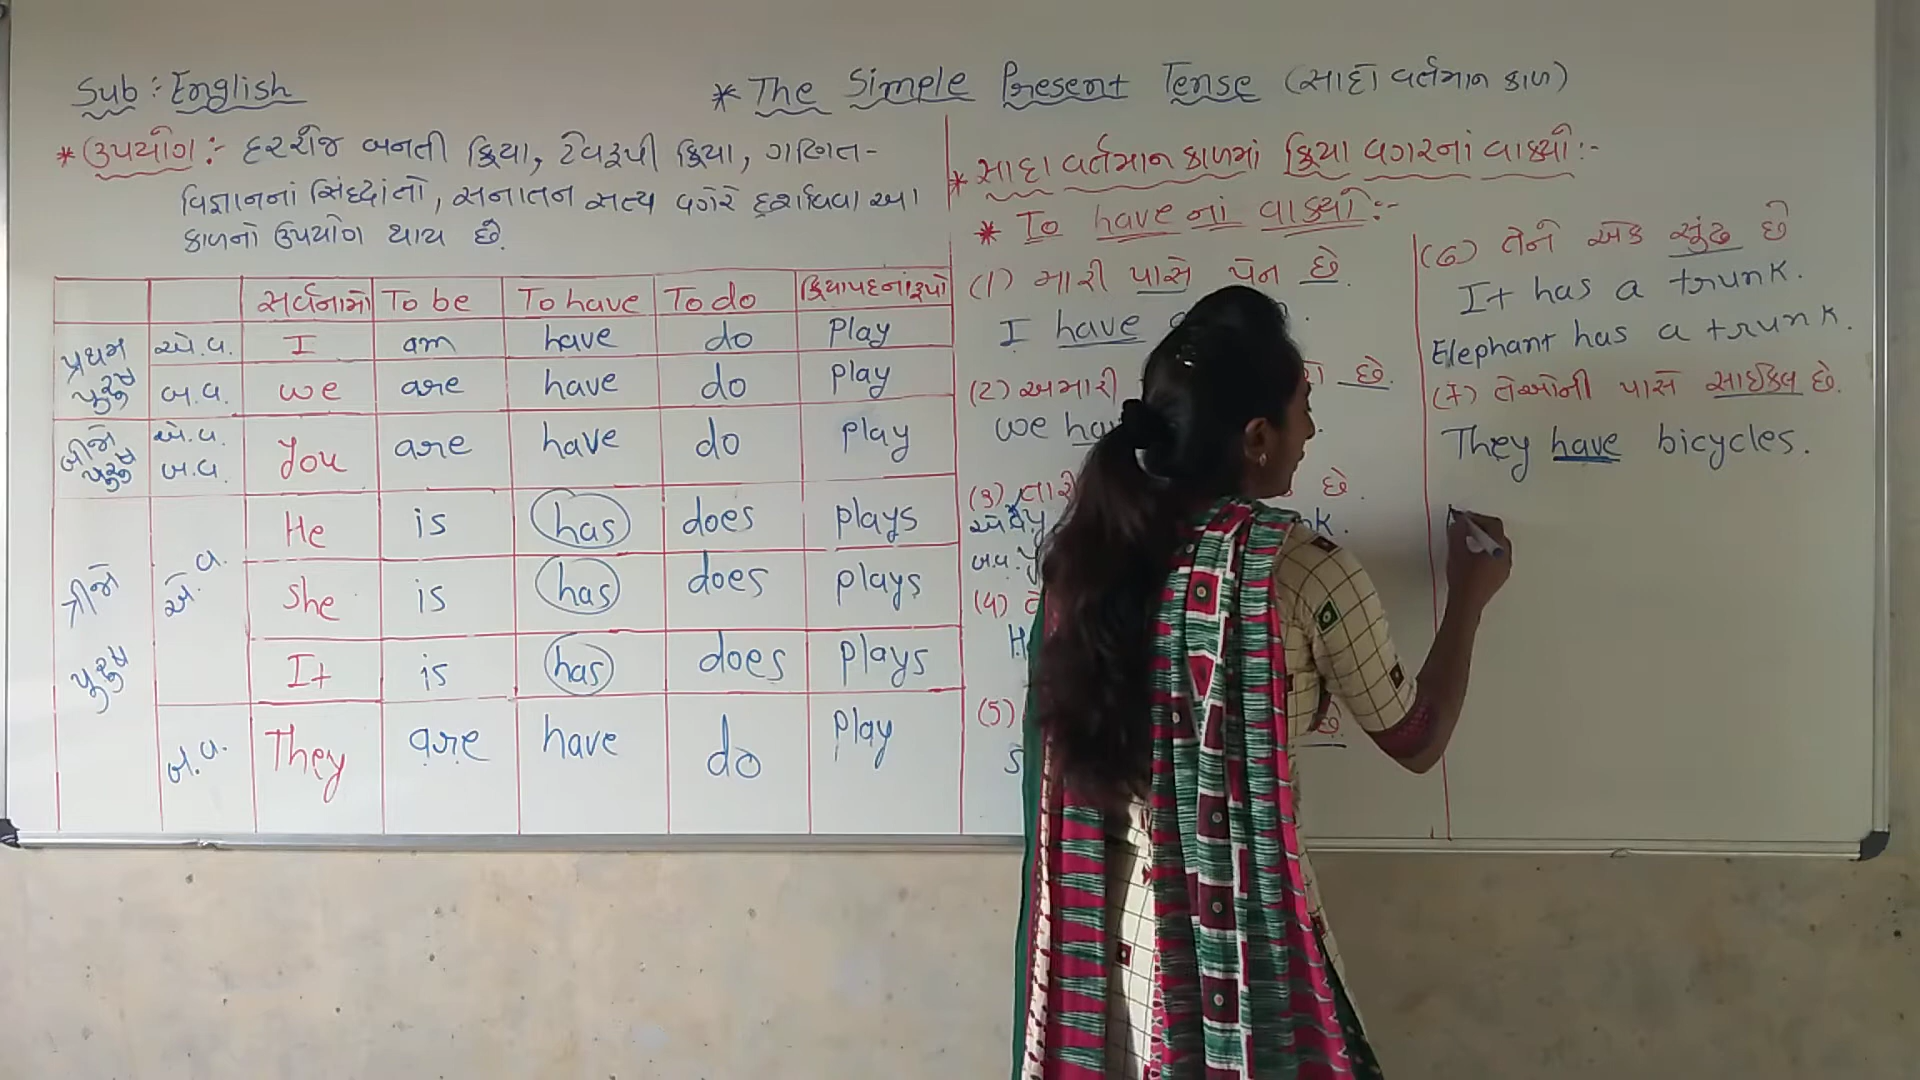 Sub : English
* The Simple Present Tense (સાદો વર્તમાન કાળ)
* ઉપયોગ :- દરરોજ બનતી ક્રિયા, ટેવરૂપી ક્રિયા, ગણિત-
વિજ્ઞાનનાં સિદ્ધાંતો, સનાતન સત્ય વગેરે દર્શાવવા આ
કાળનો ઉપયોગ થાય છે.
સર્વનામો To be To have To do ક્રિયાપદનાં રૂપો
પ્રથમ પુરુષ
એ.વ. I am have do Play
બ.વ. we are have do Play
બીજો પુરુષ
એ.વ. બ.વ. You are have do play
ત્રીજો પુરુષ
એ.વ.
He is has does plays
She is has does plays
It is has does plays
બ.વ. They are have do Play
* સાદા વર્તમાન કાળમાં ક્રિયા વગરનાં વાક્યો :-
* To have નાં વાક્યો :-
(1) મારી પાસે પેન છે.
I have
(2) અમારી છે.
we
(3) છે.
એ.વ.
બ.વ.
(4)
(5) છે
(6) તેને એક સૂંઢ છે
It has a trunk.
Elephant has a trunk.
(7) તેઓની પાસે સાઇકલ છે.
They have bicycles.